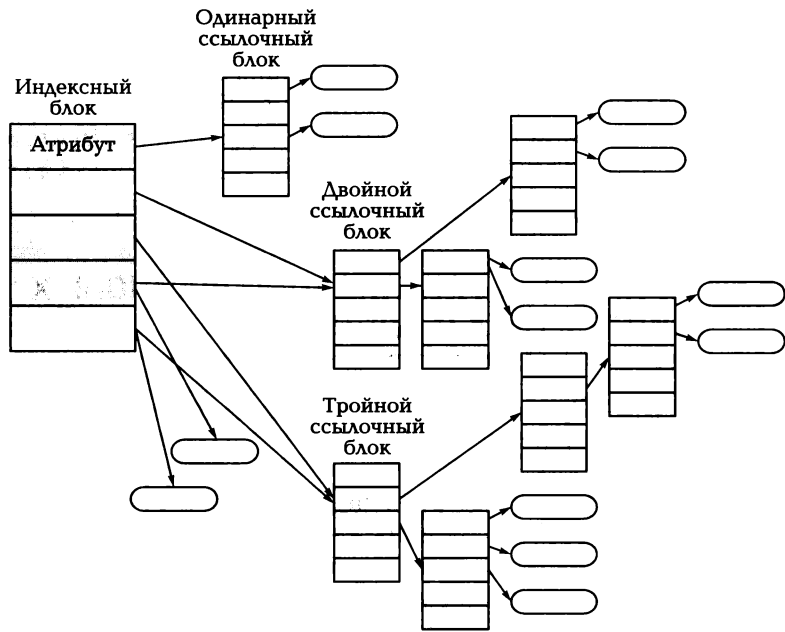 Одинарный
ссылочный
блок
Индексный
блок
Атрибут
Двойной
ссылочный
блок
Тройной
ссылочный
блок